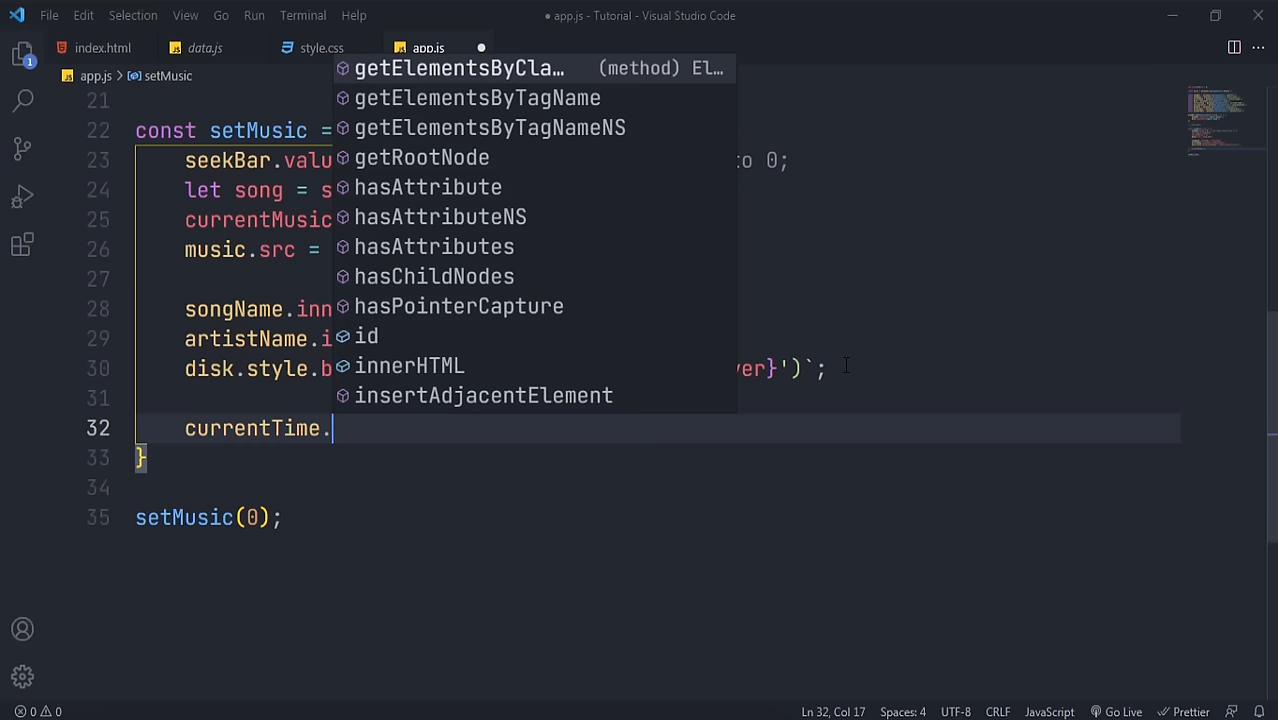 File Edit Selection View Go Run Terminal Help
● app.js - Tutorial - Visual Studio Code
index.html data.js style.css app.js
app.js > setMusic
1
21
22 const setMusic =
23 seekBar.valu to 0;
24 let song = s
25 currentMusic
26 music.src =
27
28 songName.inn
29 artistName.i
30 disk.style.b ver}')`;
31
32 currentTime.
33 }
34
35 setMusic(0);
getElementsByCla... (method) El...
getElementsByTagName
getElementsByTagNameNS
getRootNode
hasAttribute
hasAttributeNS
hasAttributes
hasChildNodes
hasPointerCapture
id
innerHTML
insertAdjacentElement
0 0 Ln 32, Col 17 Spaces: 4 UTF-8 CRLF JavaScript Go Live Prettier